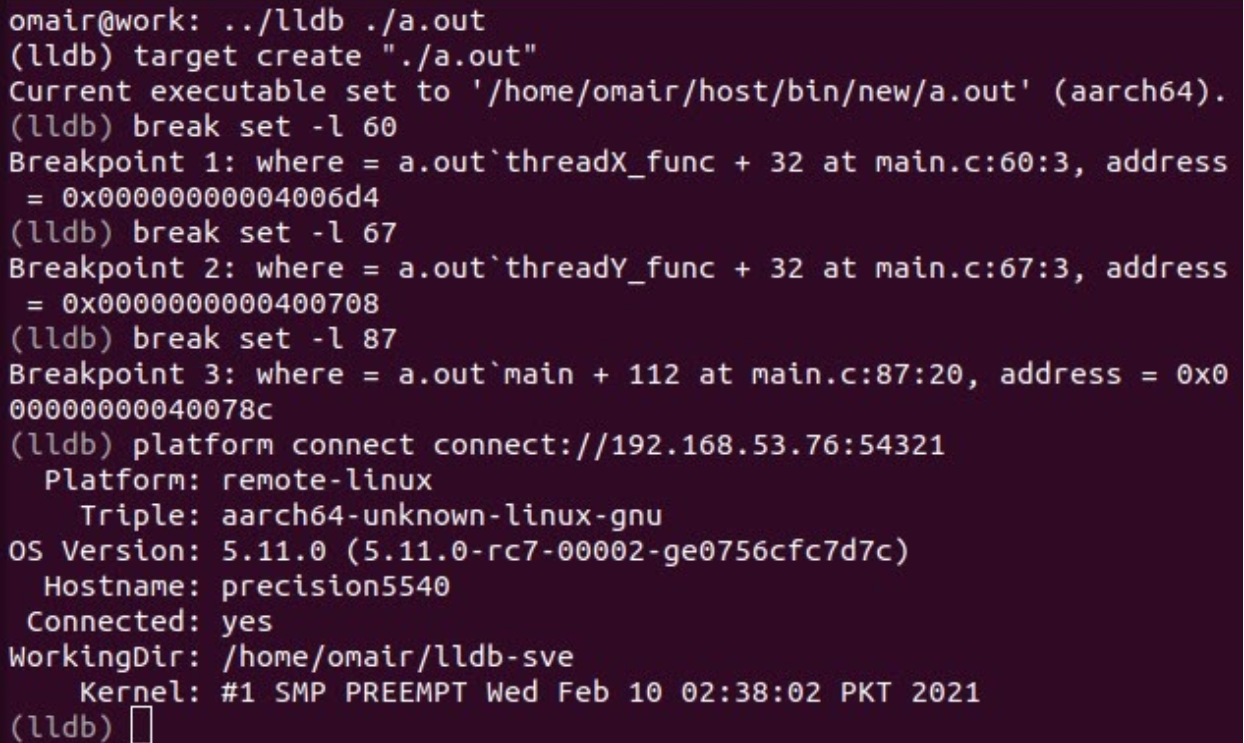 omair@work: ../lldb ./a.out
(lldb) target create "./a.out"
Current executable set to '/home/omair/host/bin/new/a.out' (aarch64).
(lldb) break set -l 60
Breakpoint 1: where = a.out`threadX_func + 32 at main.c:60:3, address
 = 0x00000000004006d4
(lldb) break set -l 67
Breakpoint 2: where = a.out`threadY_func + 32 at main.c:67:3, address
 = 0x0000000000400708
(lldb) break set -l 87
Breakpoint 3: where = a.out`main + 112 at main.c:87:20, address = 0x0
00000000040078c
(lldb) platform connect connect://192.168.53.76:54321
  Platform: remote-linux
    Triple: aarch64-unknown-linux-gnu
OS Version: 5.11.0 (5.11.0-rc7-00002-ge0756cfc7d7c)
  Hostname: precision5540
 Connected: yes
WorkingDir: /home/omair/lldb-sve
    Kernel: #1 SMP PREEMPT Wed Feb 10 02:38:02 PKT 2021
(lldb)